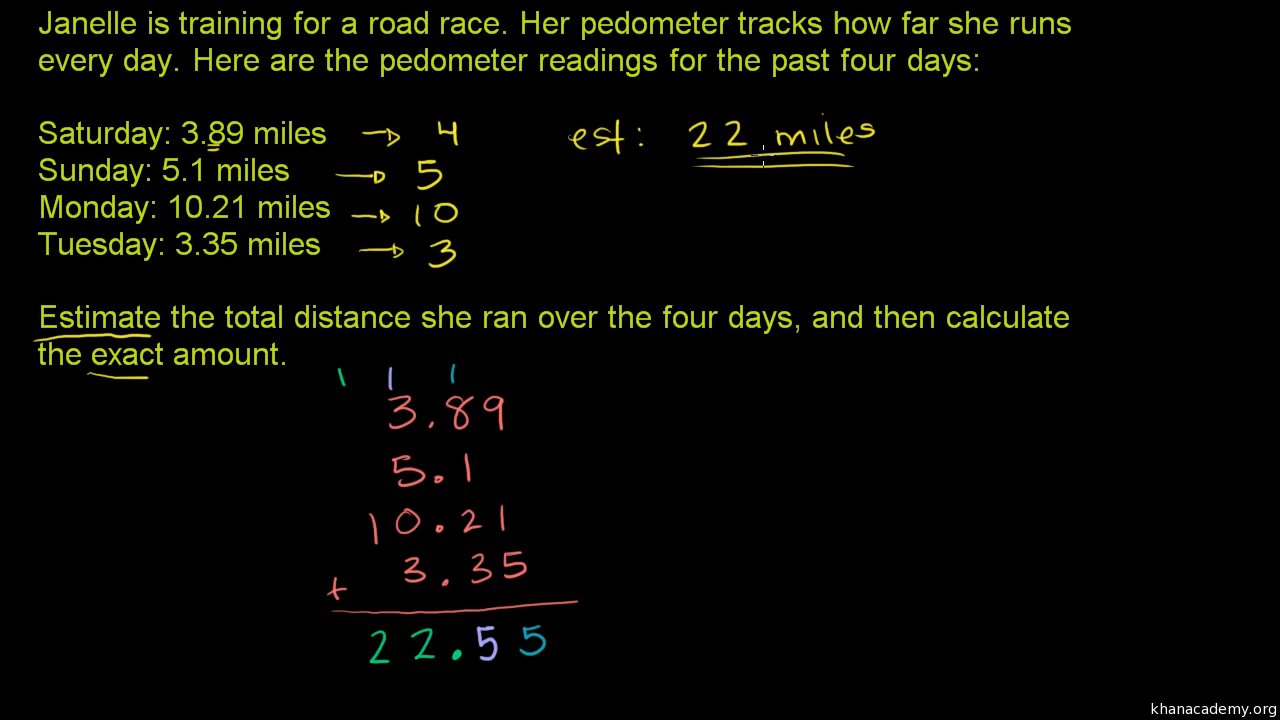 Janelle is training for a road race. Her pedometer tracks how far she runs
every day. Here are the pedometer readings for the past four days:
Saturday: 3.89 miles → 4 est: 22 miles
Sunday: 5.1 miles → 5
Monday: 10.21 miles → 10
Tuesday: 3.35 miles → 3
Estimate the total distance she ran over the four days, and then calculate
the exact amount.
1 1 1
3.89
5.1
10.21
+ 3.35
22.55
khanacademy.org